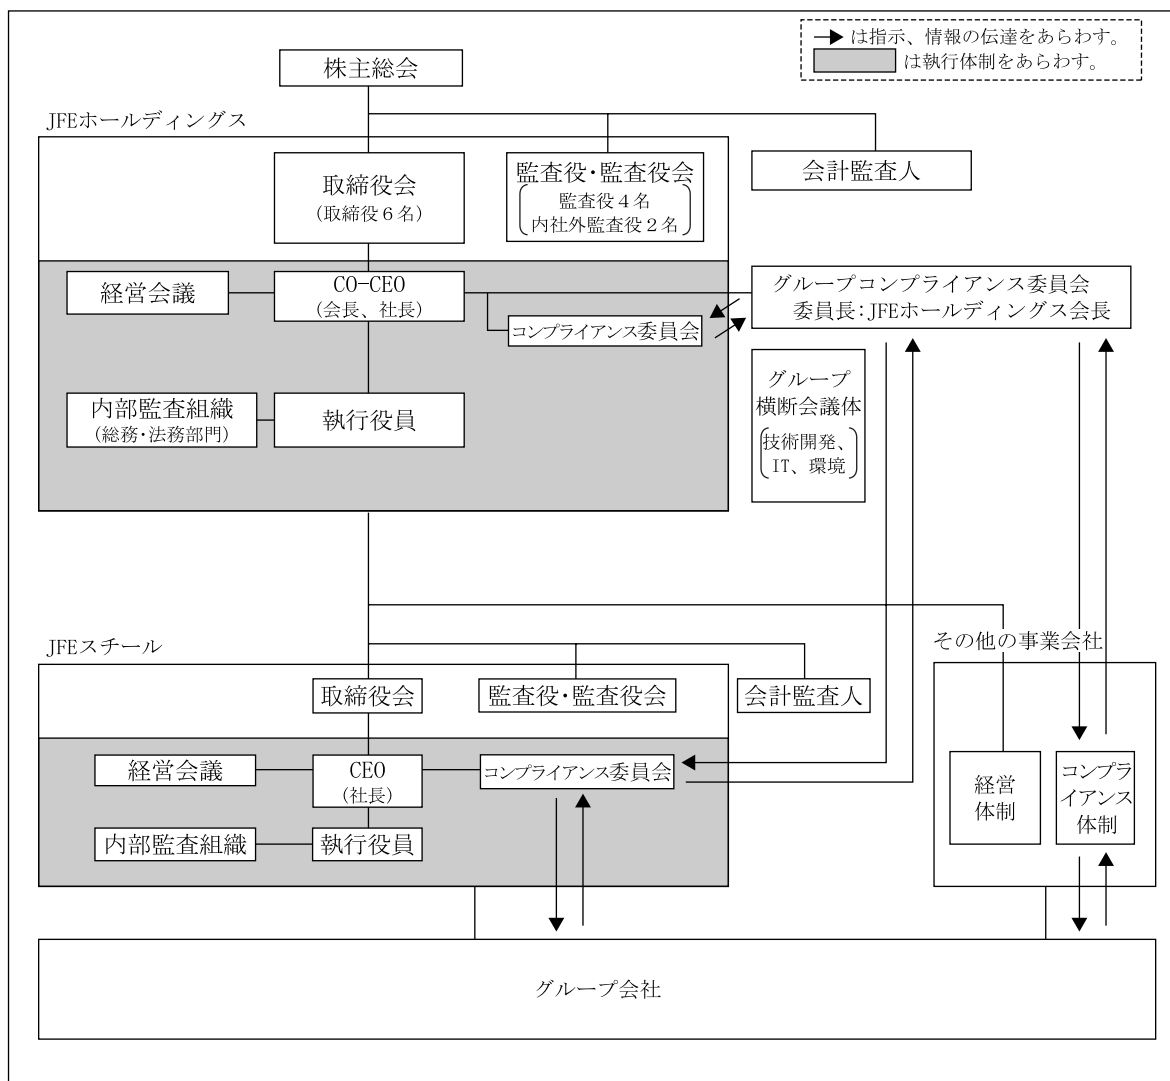 は指示、情報の伝達をあらわす。
は執行体制をあらわす。
株主総会
JFEホールディングス
取締役会
(取締役６名)
監査役・監査役会
監査役４名
内社外監査役２名
会計監査人
経営会議
CO-CEO
(会長、社長)
コンプライアンス委員会
グループコンプライアンス委員会
委員長：JFEホールディングス会長
内部監査組織
(総務・法務部門)
執行役員
グループ
横断会議体
技術開発、
IT、環境
JFEスチール
その他の事業会社
取締役会
監査役・監査役会
会計監査人
経営会議
CEO
(社長)
コンプライアンス委員会
内部監査組織
執行役員
経営
体制
コンプラ
イアンス
体制
グループ会社